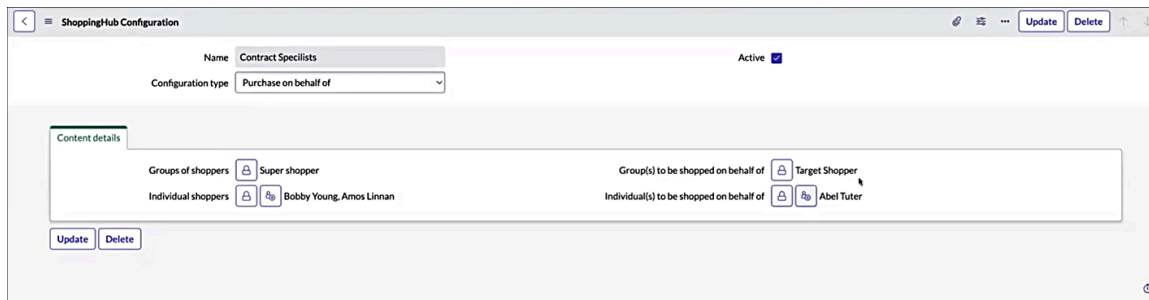 ShoppingHub Configuration Update Delete
Name Contract Specilists Active
Configuration type Purchase on behalf of
Content details
Groups of shoppers Super shopper Group(s) to be shopped on behalf of Target Shopper
Individual shoppers Bobby Young, Amos Linnan Individual(s) to be shopped on behalf of Abel Tuter
Update Delete